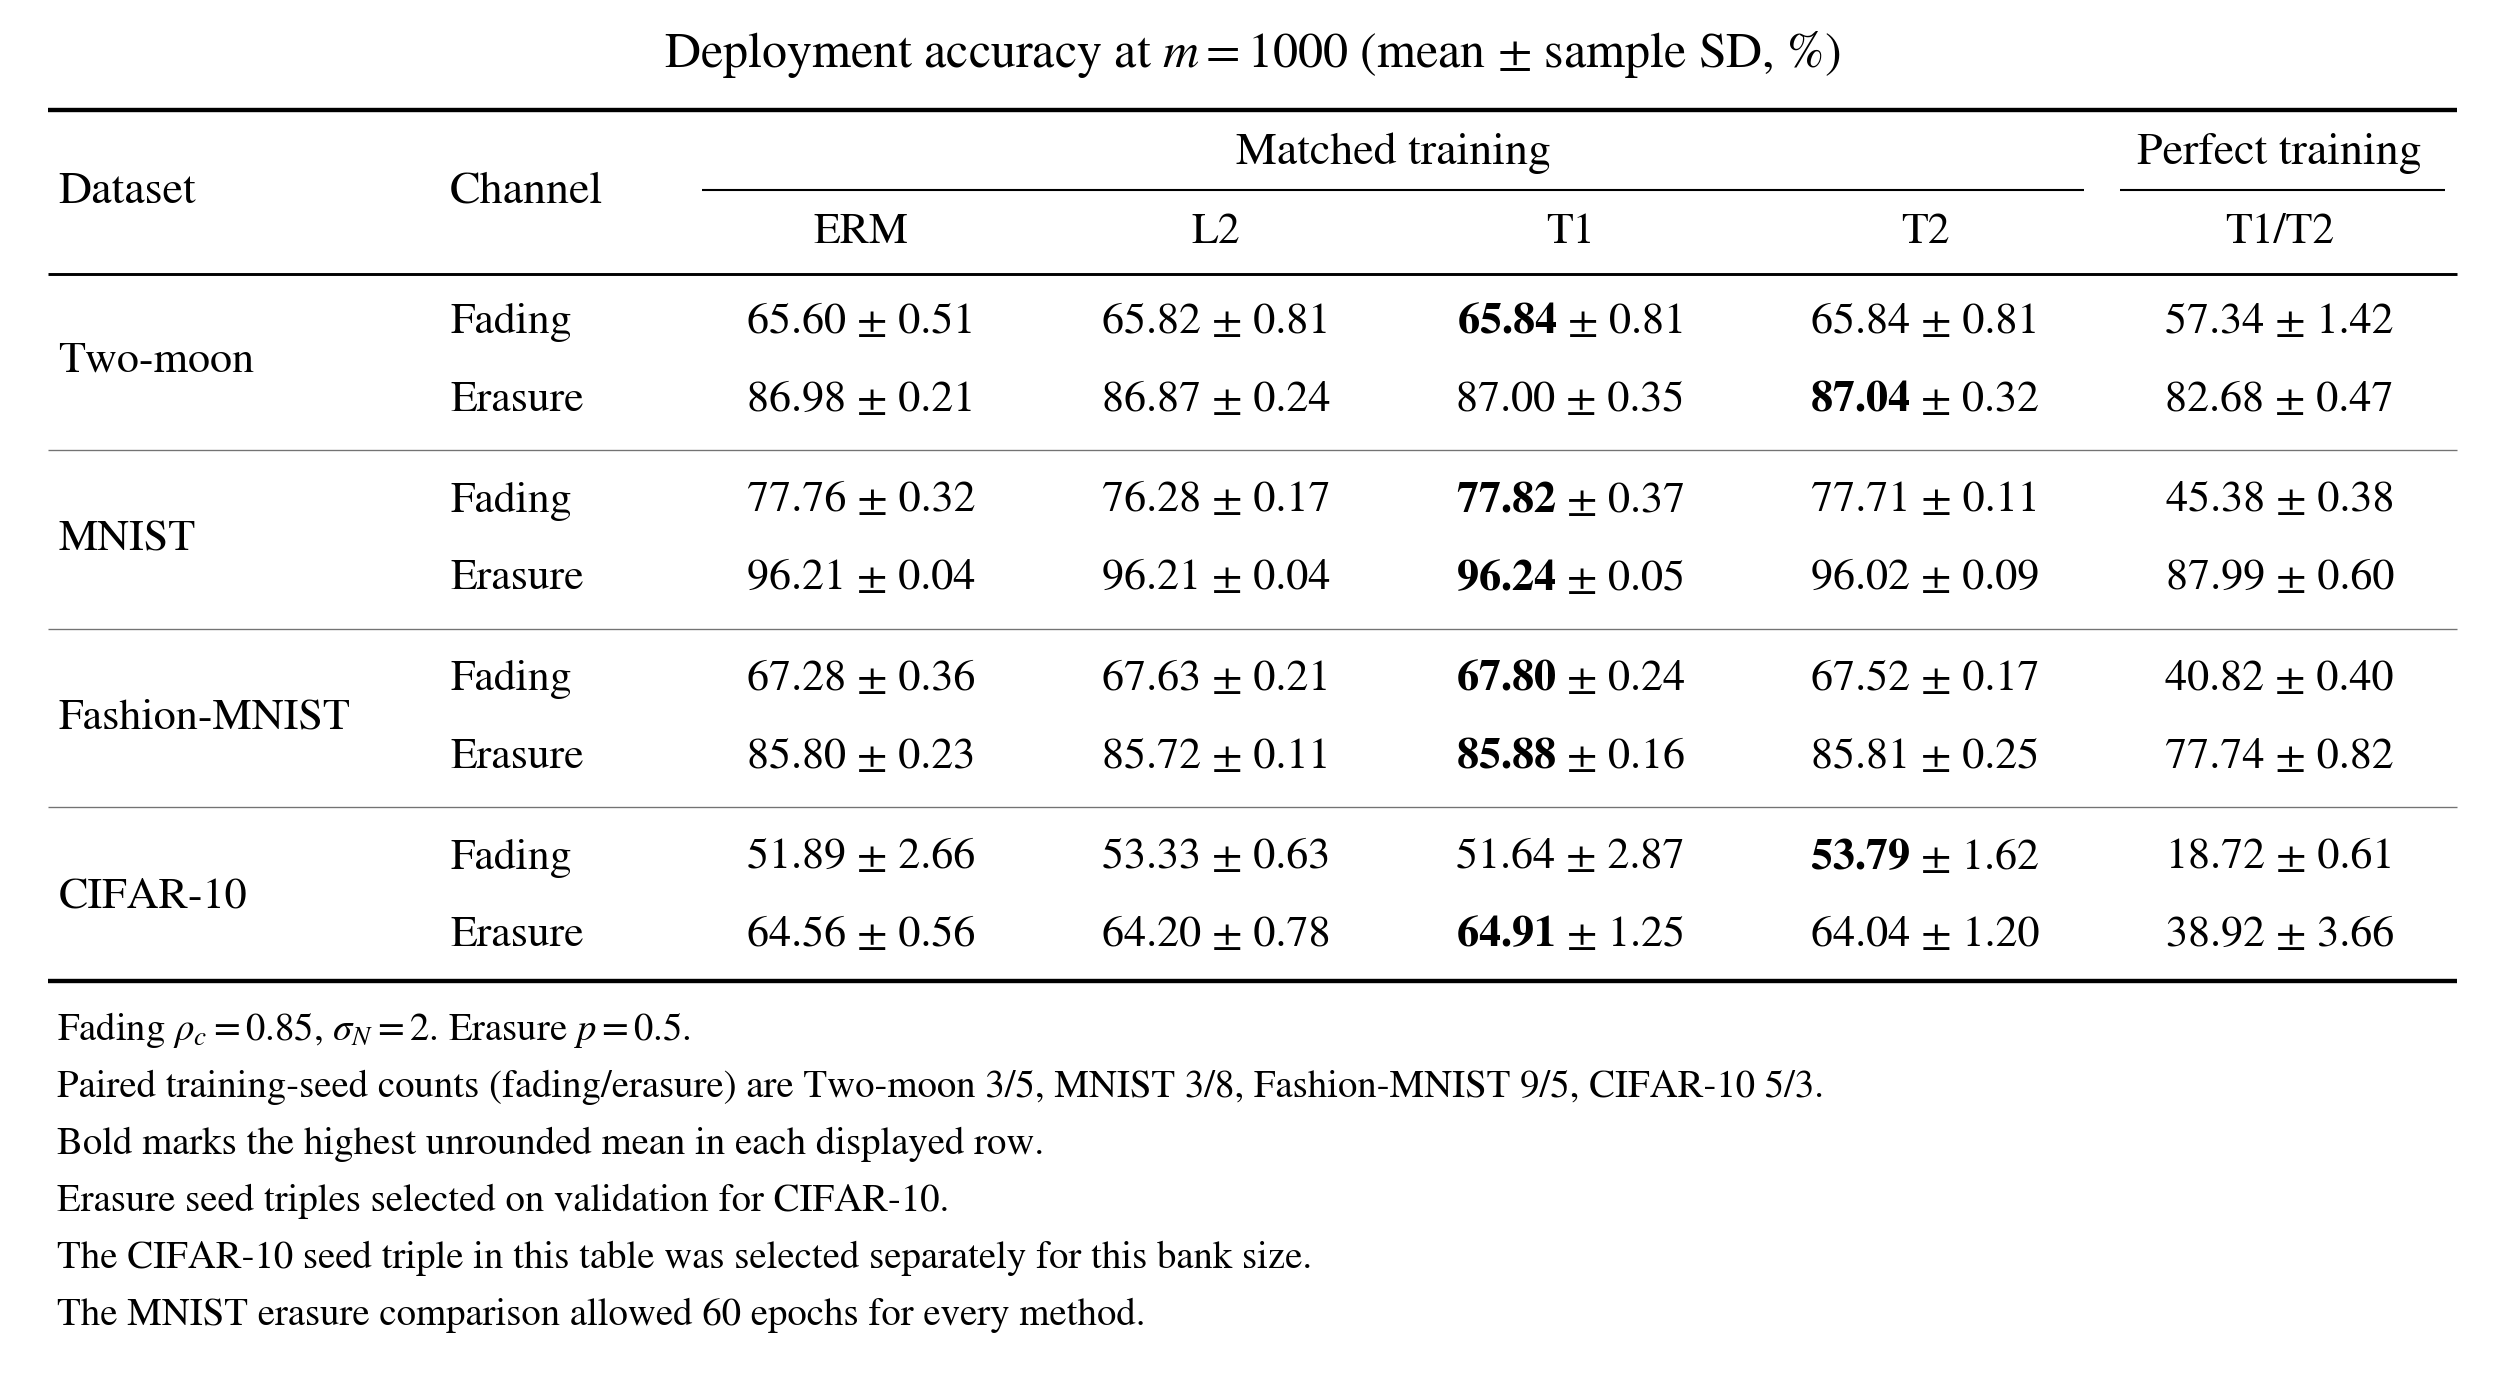 Deployment accuracy at m = 1000 (mean ± sample SD, %)
Dataset Channel Matched training Perfect training
ERM L2 T1 T2 T1/T2
Two-moon Fading 65.60 ± 0.51 65.82 ± 0.81 65.84 ± 0.81 65.84 ± 0.81 57.34 ± 1.42
Erasure 86.98 ± 0.21 86.87 ± 0.24 87.00 ± 0.35 87.04 ± 0.32 82.68 ± 0.47
MNIST Fading 77.76 ± 0.32 76.28 ± 0.17 77.82 ± 0.37 77.71 ± 0.11 45.38 ± 0.38
Erasure 96.21 ± 0.04 96.21 ± 0.04 96.24 ± 0.05 96.02 ± 0.09 87.99 ± 0.60
Fashion-MNIST Fading 67.28 ± 0.36 67.63 ± 0.21 67.80 ± 0.24 67.52 ± 0.17 40.82 ± 0.40
Erasure 85.80 ± 0.23 85.72 ± 0.11 85.88 ± 0.16 85.81 ± 0.25 77.74 ± 0.82
CIFAR-10 Fading 51.89 ± 2.66 53.33 ± 0.63 51.64 ± 2.87 53.79 ± 1.62 18.72 ± 0.61
Erasure 64.56 ± 0.56 64.20 ± 0.78 64.91 ± 1.25 64.04 ± 1.20 38.92 ± 3.66
Fading ρc = 0.85, σN = 2. Erasure p = 0.5.
Paired training-seed counts (fading/erasure) are Two-moon 3/5, MNIST 3/8, Fashion-MNIST 9/5, CIFAR-10 5/3.
Bold marks the highest unrounded mean in each displayed row.
Erasure seed triples selected on validation for CIFAR-10.
The CIFAR-10 seed triple in this table was selected separately for this bank size.
The MNIST erasure comparison allowed 60 epochs for every method.